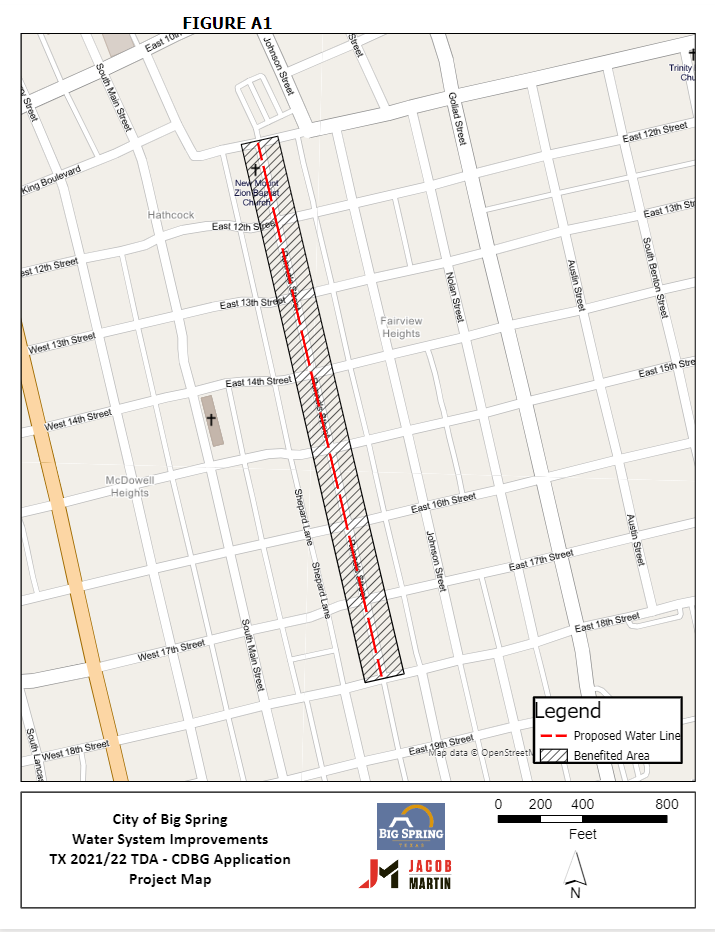 FIGURE A1
East 10th
Johnson Street
Street
South Main Street
Street
Goliad Street
Trinity
Chu
East 12th Street
King Boulevard
New Mount
Zion Baptist
Church
Hathcock
East 12th Street
East 13th Str
est 12th Street
South Benton Street
Austin Street
Nolan Street
East 13th Street
Fairview
Heights
West 13th Street
East 14th Street
East 15th Stre
West 14th Street
McDowell
Heights
Shepard Lane
East 16th Street
Austin Street
Johnson Street
East 17th Street
Shepard Lane
East 18th Street
South Main Street
West 17th Street
South Lancas
West 18th Street
East 19th Street
Map data © OpenStreetM
Legend
Proposed Water Line
Benefited Area
City of Big Spring
Water System Improvements
TX 2021/22 TDA - CDBG Application
Project Map
BIG SPRING
TEXAS
JM JACOB
MARTIN
0 200 400 800
Feet
N